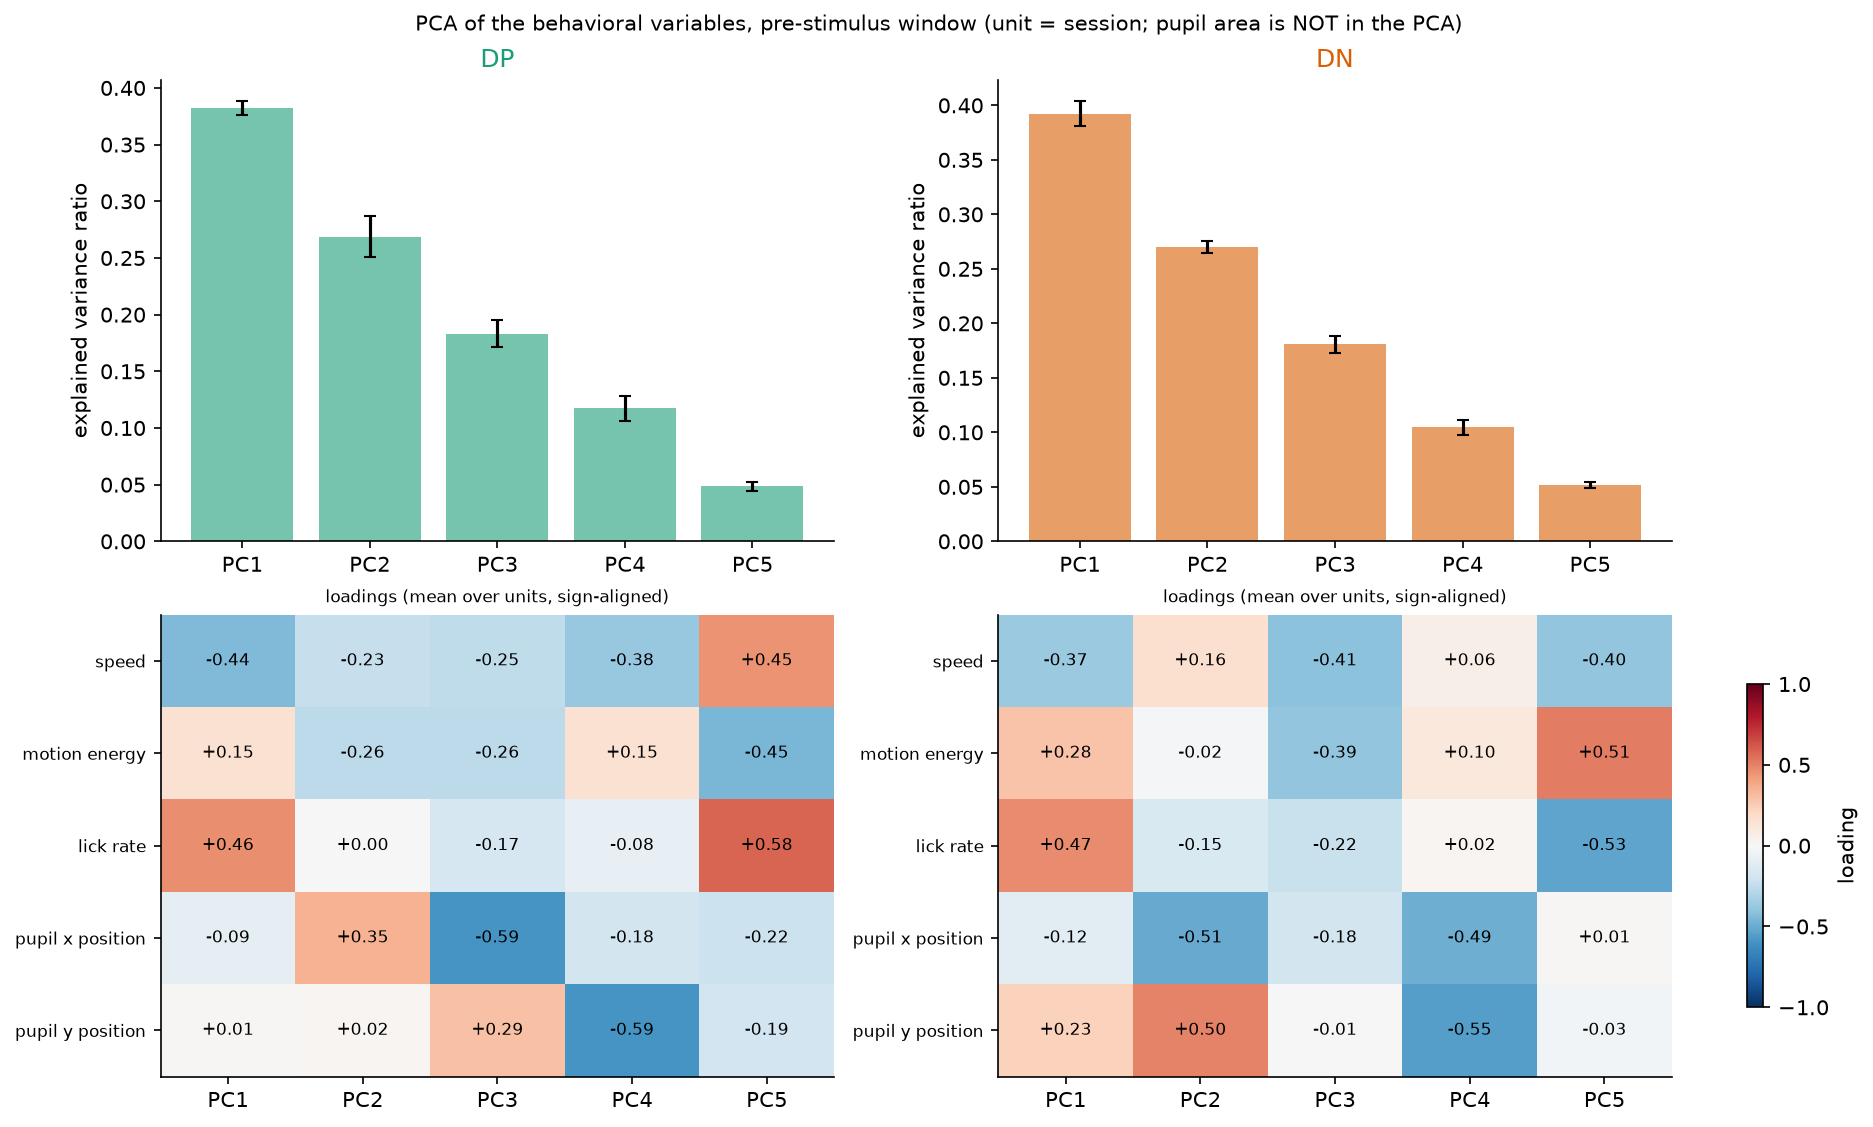 PCA of the behavioral variables, pre-stimulus window (unit = session; pupil area is NOT in the PCA)
DP
explained variance ratio
0.40
0.35
0.30
0.25
0.20
0.15
0.10
0.05
0.00
PC1 PC2 PC3 PC4 PC5
DN
explained variance ratio
0.40
0.35
0.30
0.25
0.20
0.15
0.10
0.05
0.00
PC1 PC2 PC3 PC4 PC5
loadings (mean over units, sign-aligned)
speed -0.44 -0.23 -0.25 -0.38 +0.45
motion energy +0.15 -0.26 -0.26 +0.15 -0.45
lick rate +0.46 +0.00 -0.17 -0.08 +0.58
pupil x position -0.09 +0.35 -0.59 -0.18 -0.22
pupil y position +0.01 +0.02 +0.29 -0.59 -0.19
PC1 PC2 PC3 PC4 PC5
loadings (mean over units, sign-aligned)
speed -0.37 +0.16 -0.41 +0.06 -0.40
motion energy +0.28 -0.02 -0.39 +0.10 +0.51
lick rate +0.47 -0.15 -0.22 +0.02 -0.53
pupil x position -0.12 -0.51 -0.18 -0.49 +0.01
pupil y position +0.23 +0.50 -0.01 -0.55 -0.03
PC1 PC2 PC3 PC4 PC5
1.0
0.5
0.0
−0.5
−1.0
loading